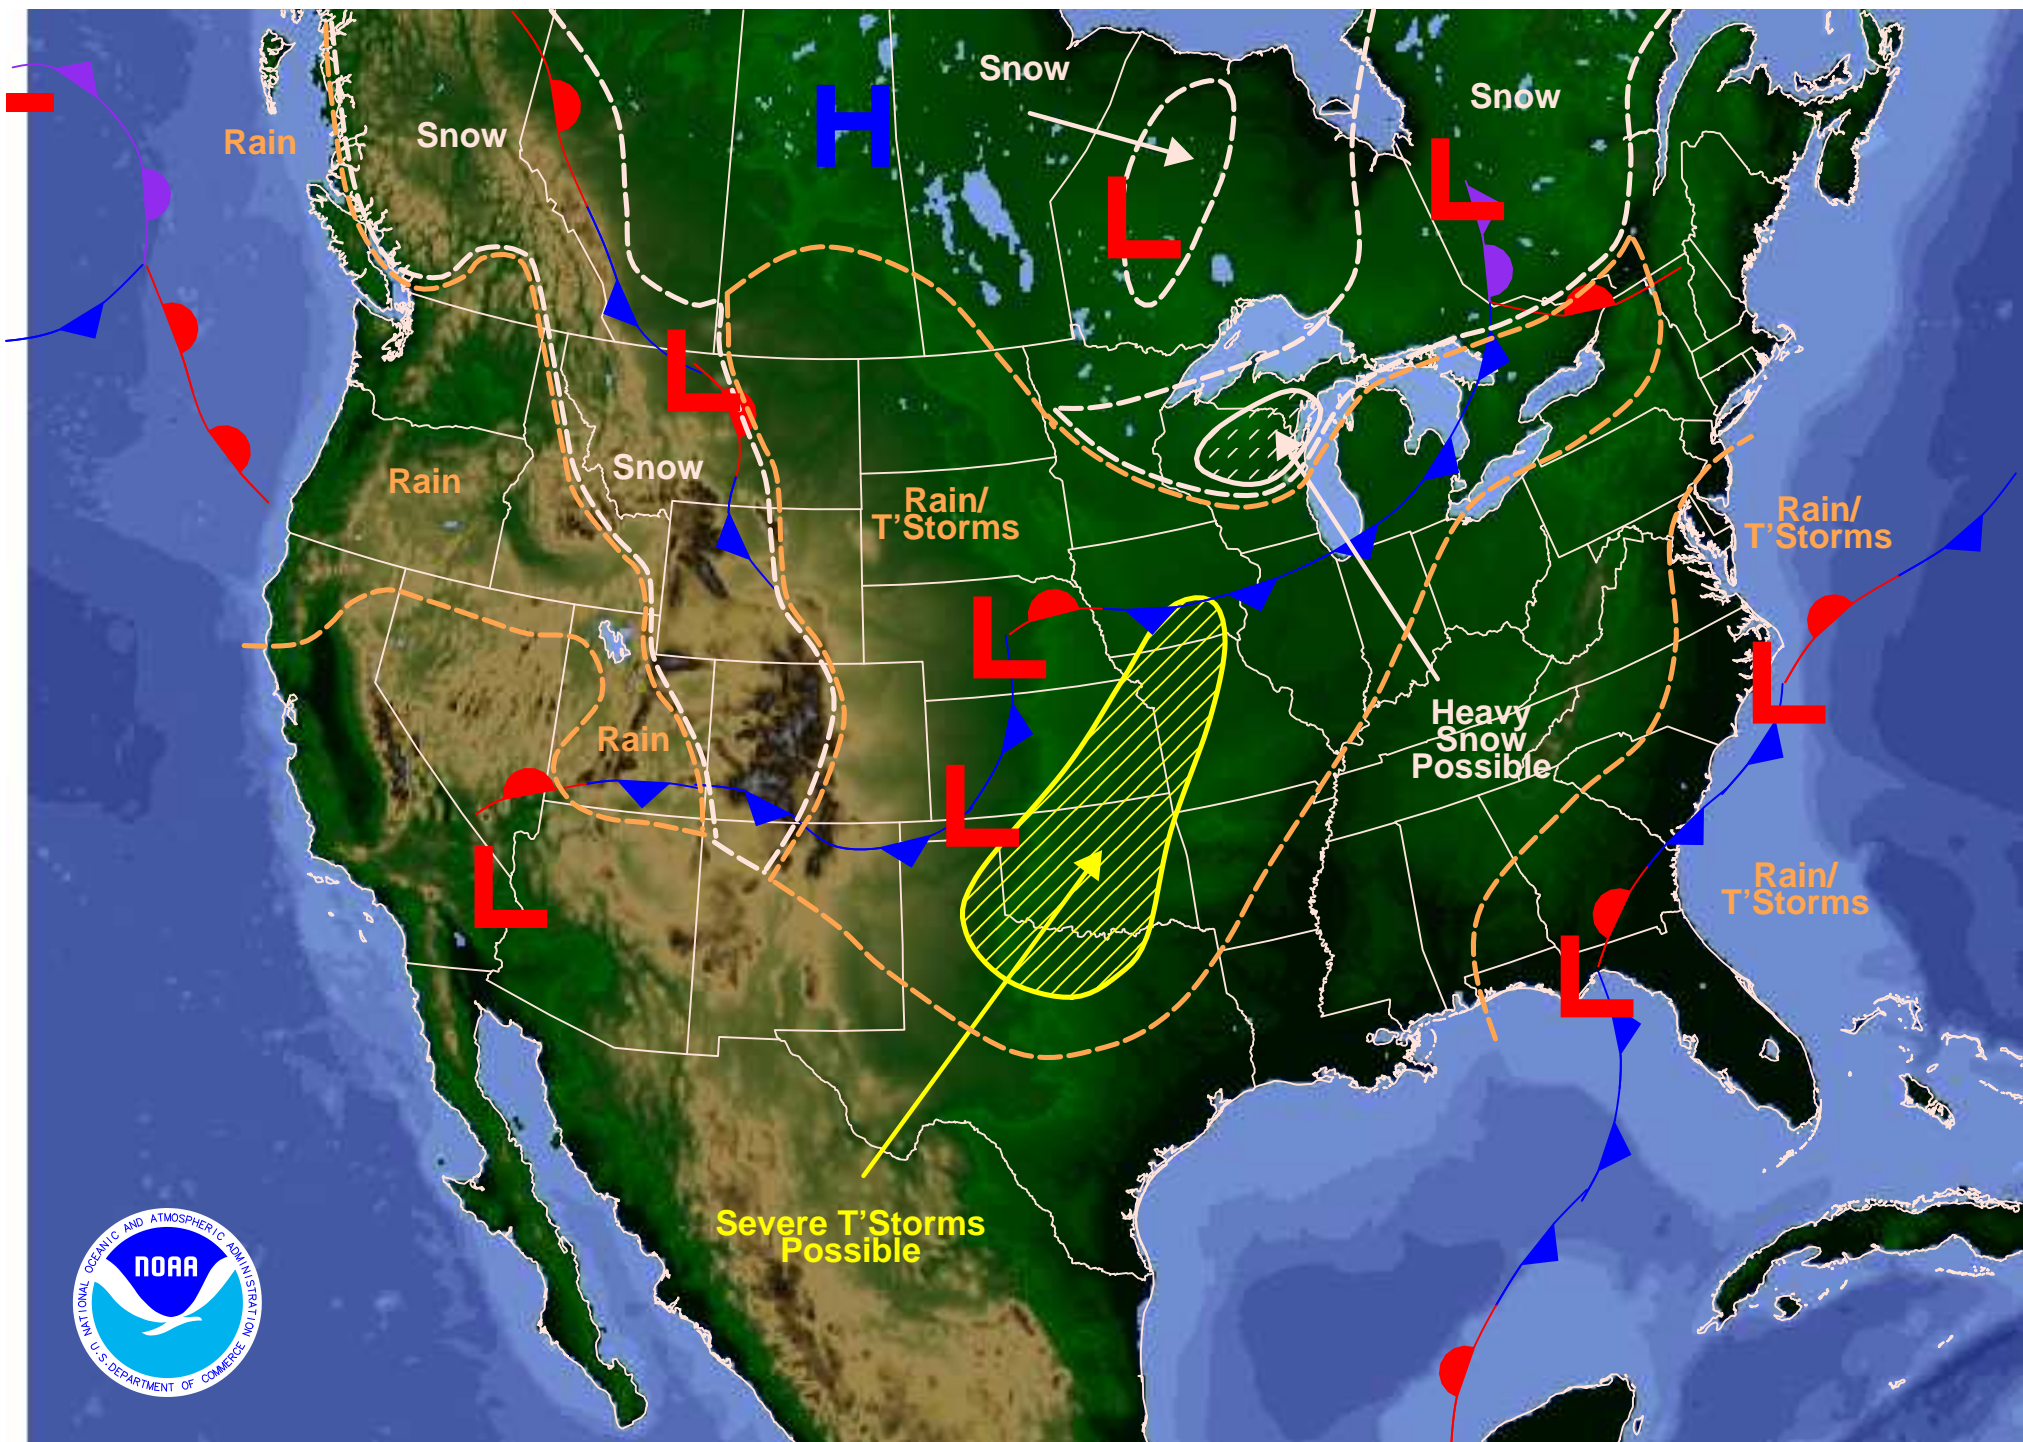 Snow
Snow
H
Rain
Snow
L
L
L
Snow
Rain
Rain/
T'Storms
Rain/
T'Storms
L
L
Heavy
Snow
Possible
Rain
L
L
Rain/
T'Storms
L
Severe T'Storms
Possible
NATIONAL OCEANIC AND ATMOSPHERIC ADMINISTRATION
NOAA
U.S. DEPARTMENT OF COMMERCE
L